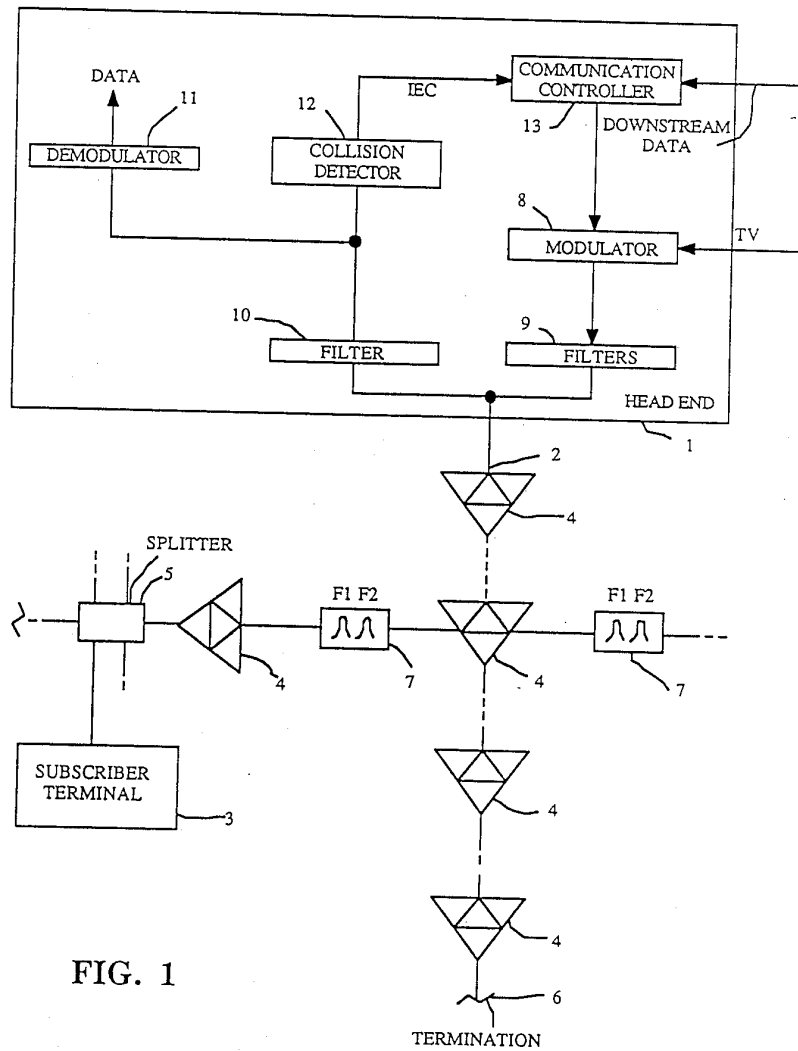 DATA
11
DEMODULATOR
12
COLLISION
DETECTOR
IEC
COMMUNICATION
CONTROLLER
13
DOWNSTREAM
DATA
8
MODULATOR
TV
10
FILTER
9
FILTERS
HEAD END
1
2
4
SPLITTER
5
4
F1 F2
7
4
F1 F2
7
SUBSCRIBER
TERMINAL
3
4
4
6
TERMINATION
FIG. 1